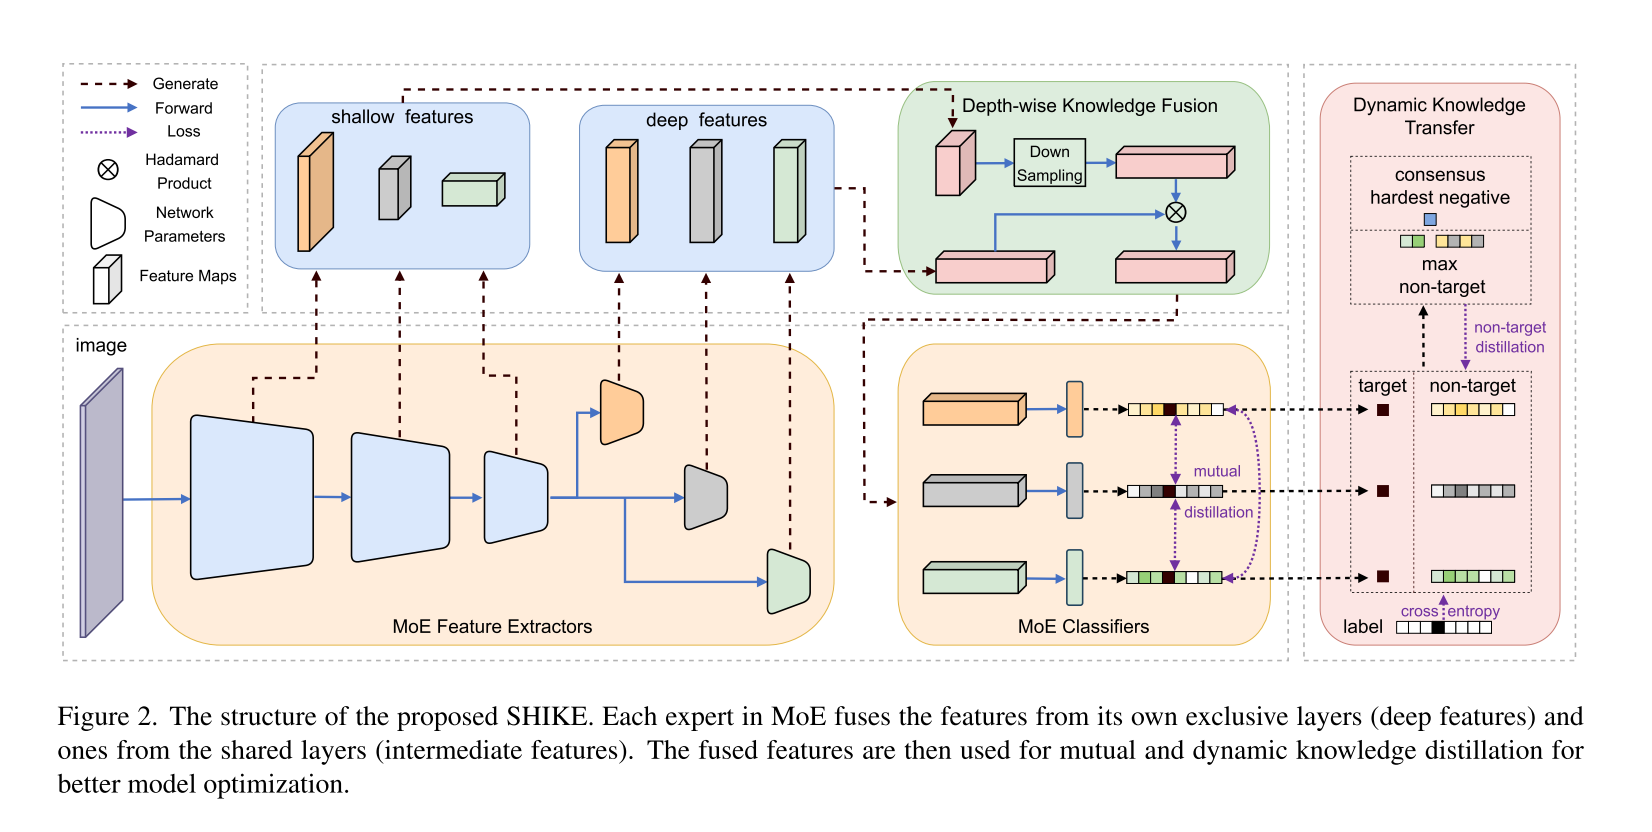 Generate
Forward
Loss
Hadamard
Product
Network
Parameters
Feature Maps
shallow features
deep features
Depth-wise Knowledge Fusion
Down
Sampling
Dynamic Knowledge
Transfer
consensus
hardest negative
max
non-target
non-target
distillation
target
non-target
cross entropy
label
image
MoE Feature Extractors
mutual
distillation
MoE Classifiers
Figure 2. The structure of the proposed SHIKE. Each expert in MoE fuses the features from its own exclusive layers (deep features) and
ones from the shared layers (intermediate features). The fused features are then used for mutual and dynamic knowledge distillation for
better model optimization.